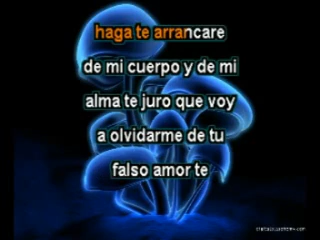 haga te arrancare
de mi cuerpo y de mi
alma te juro que voy
a olvidarme de tu
falso amor te